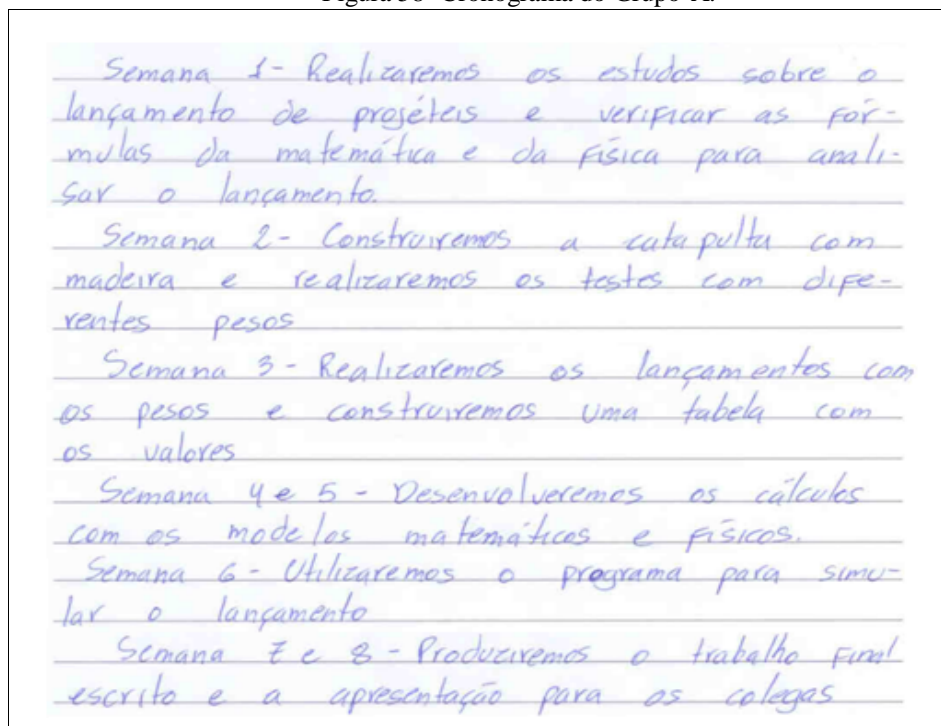 Semana 1- Realizaremos os estudos sobre o
lançamento de projéteis e verificar as fór-
mulas da matemática e da física para anali-
sar o lançamento.
Semana 2- Construiremos a catapulta com
madeira e realizaremos os testes com dife-
rentes pesos
Semana 3- Realizaremos os lançamentos com
os pesos e construiremos uma tabela com
os valores
Semana 4 e 5 - Desenvolveremos os cálculos
com os modelos matemáticos e físicos.
Semana 6- Utilizaremos o programa para simu-
lar o lançamento
Semana 7 e 8 - Produziremos o trabalho final
escrito e a apresentação para os colegas